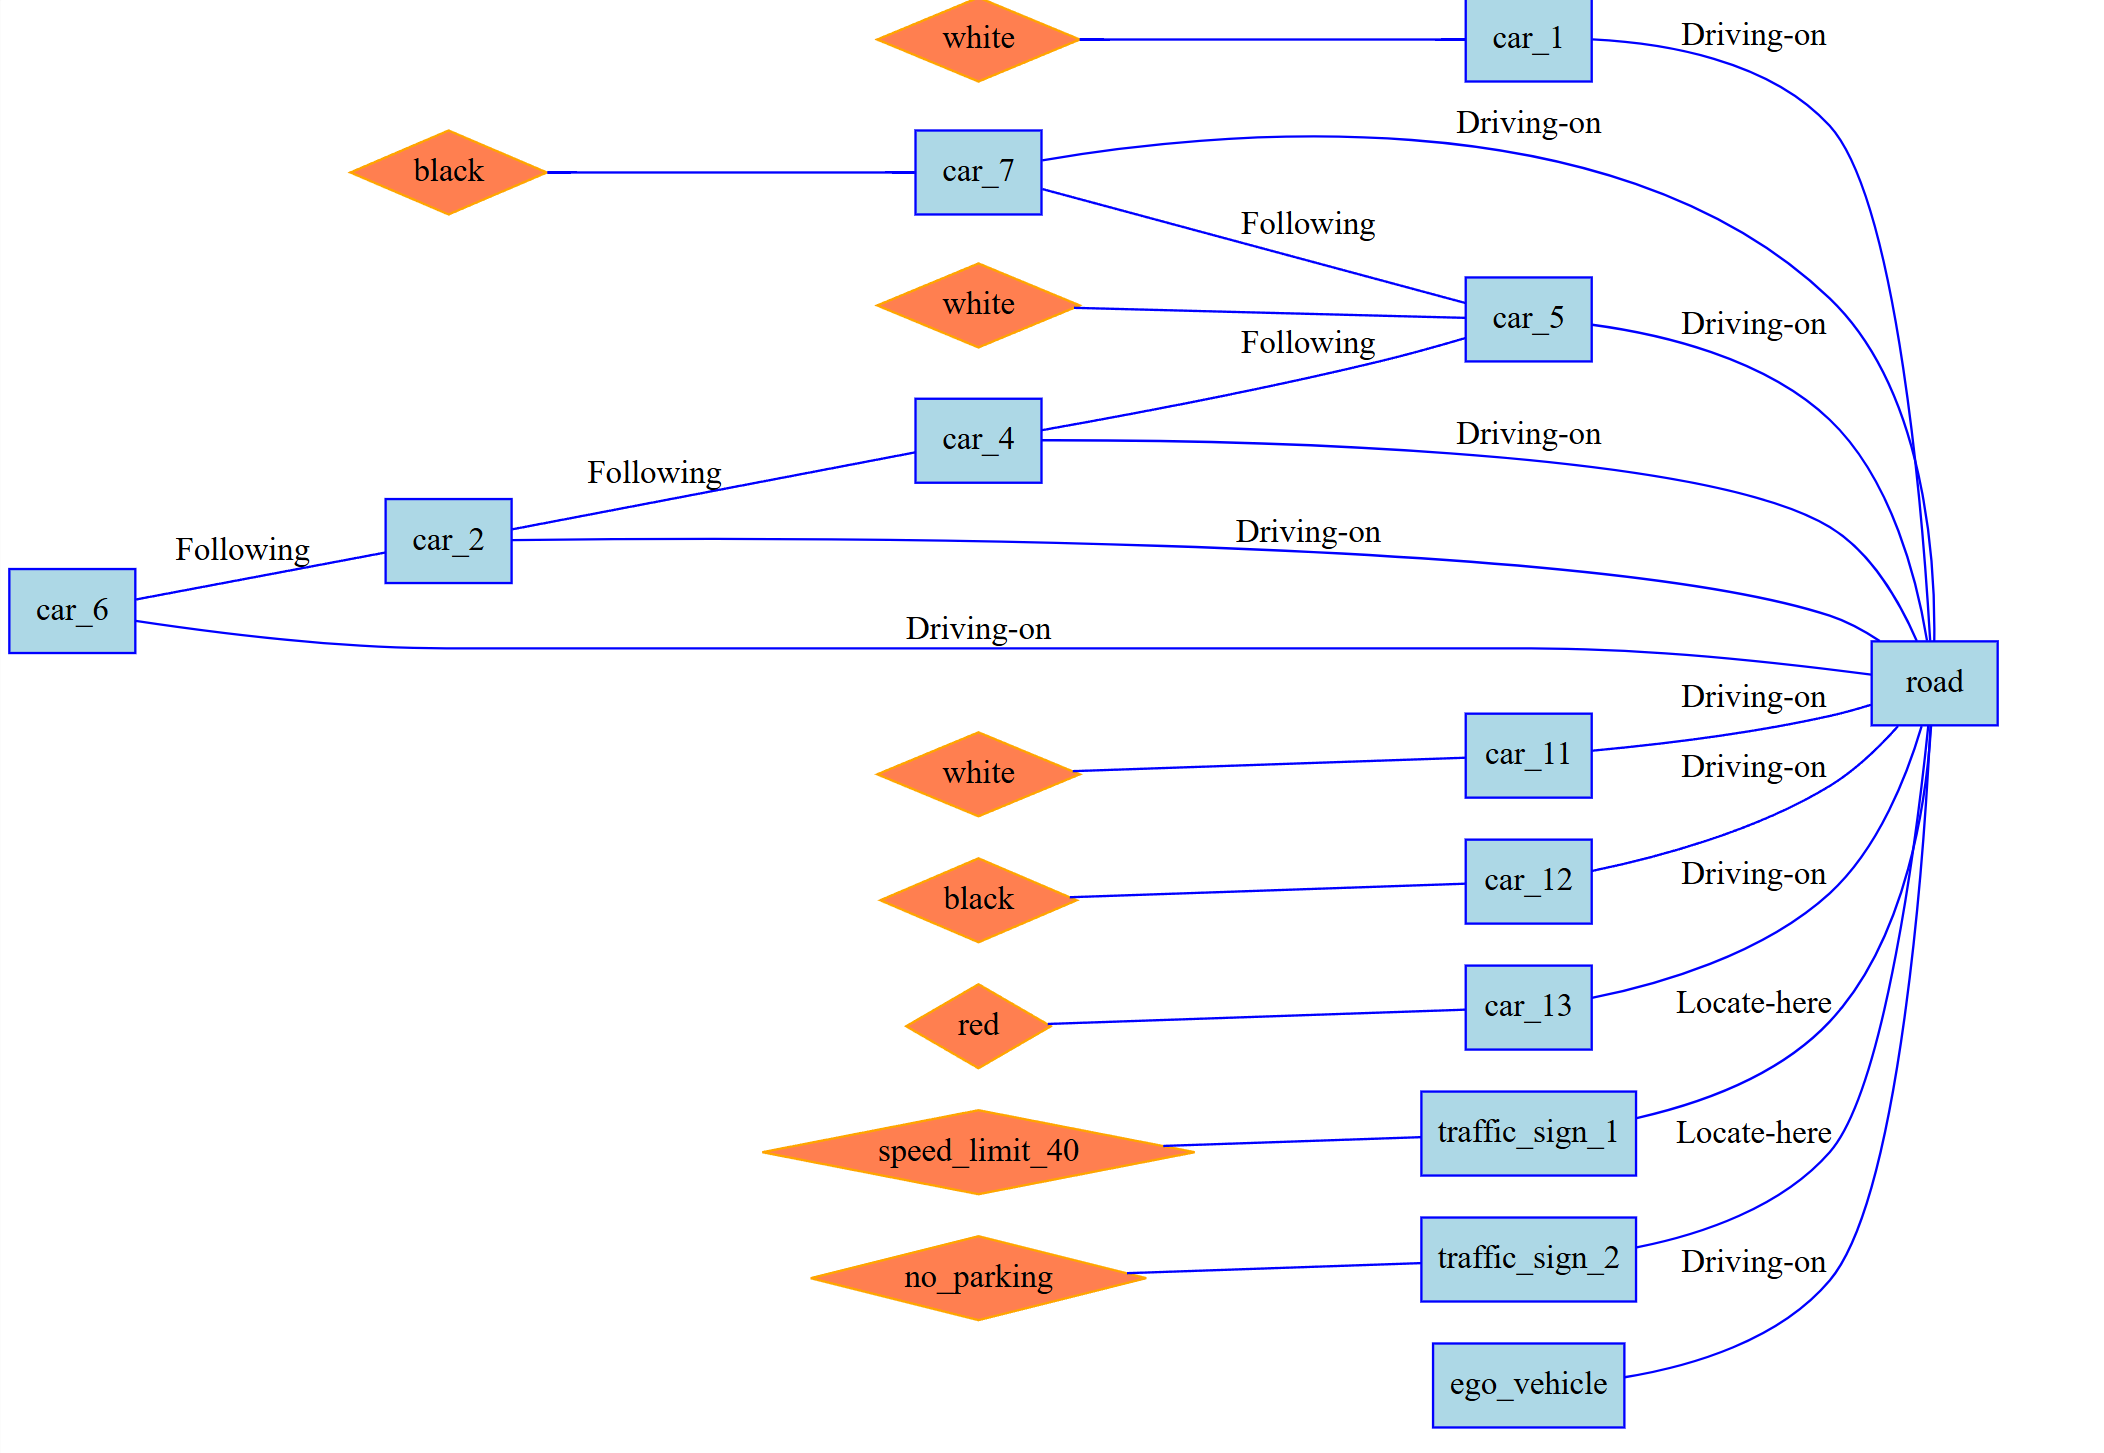 white
car_1
Driving-on
Driving-on
black
car_7
Following
white
car_5
Driving-on
Following
car_4
Driving-on
Following
car_2
Driving-on
Following
car_6
Driving-on
road
Driving-on
white
car_11
Driving-on
black
car_12
Driving-on
red
car_13
Locate-here
speed_limit_40
traffic_sign_1
Locate-here
no_parking
traffic_sign_2
Driving-on
ego_vehicle